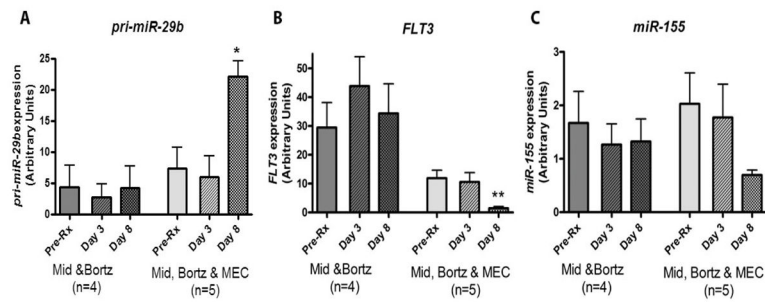 A
pri-miR-29b
pri-miR-29bexpression
(Arbitrary Units)
25
20
15
10
5
0
*
Pre-Rx
Day 3
Day 8
Pre-Rx
Day 3
Day 8
Mid &Bortz
(n=4)
Mid, Bortz & MEC
(n=5)
B
FLT3
FLT3 expression
(Arbitrary Units)
50
40
30
20
10
0
**
Pre-Rx
Day 3
Day 8
Pre-Rx
Day 3
Day 8
Mid &Bortz
(n=4)
Mid, Bortz & MEC
(n=5)
C
miR-155
miR-155 expression
(Arbitrary Units)
3
2
1
0
Pre-Rx
Day 3
Day 8
Pre-Rx
Day 3
Day 8
Mid &Bortz
(n=4)
Mid, Bortz & MEC
(n=5)